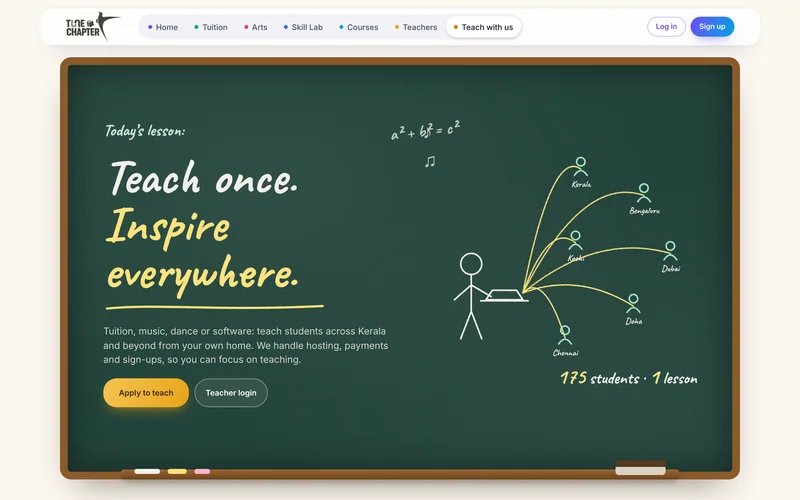 TUNE
CHAPTER
Home
Tuition
Arts
Skill Lab
Courses
Teachers
Teach with us
Log in
Sign up
Today's lesson:
a² + b² = c²
Teach once.
Inspire
everywhere.
Kerala
Bengaluru
Kochi
Dubai
Doha
Chennai
Tuition, music, dance or software: teach students across Kerala
and beyond from your own home. We handle hosting, payments
and sign-ups, so you can focus on teaching.
175 students · 1 lesson
Apply to teach
Teacher login